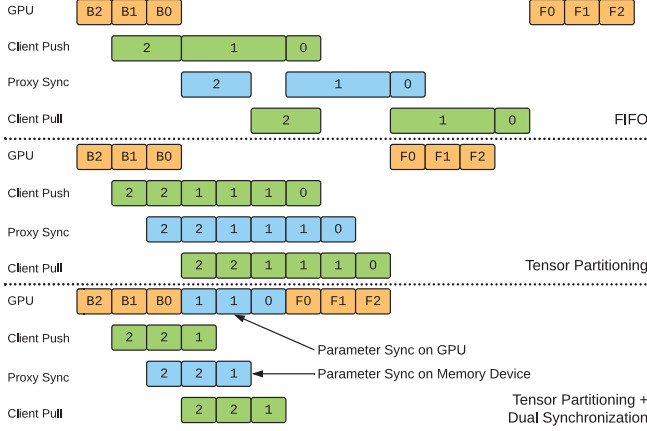 GPU B2 B1 B0 F0 F1 F2
Client Push 2 1 0
Proxy Sync 2 1 0
Client Pull 2 1 0 FIFO
GPU B2 B1 B0 F0 F1 F2
Client Push 2 2 1 1 1 0
Proxy Sync 2 2 1 1 1 0
Client Pull 2 2 1 1 1 0 Tensor Partitioning
GPU B2 B1 B0 1 1 0 F0 F1 F2
Client Push 2 2 1
Parameter Sync on GPU
Proxy Sync 2 2 1 Parameter Sync on Memory Device
Client Pull 2 2 1
Tensor Partitioning +
Dual Synchronization